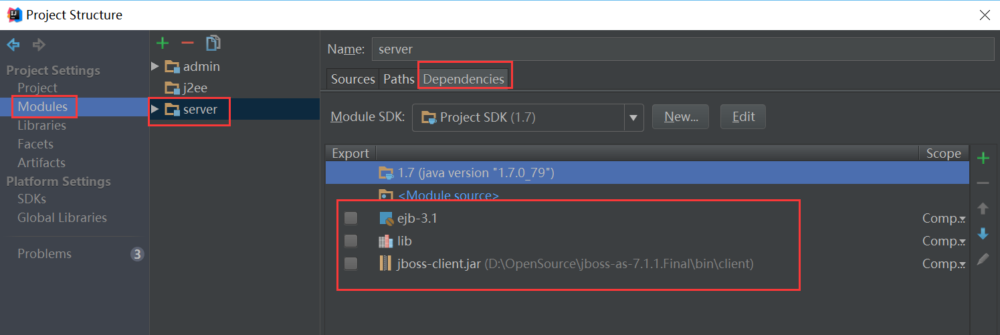 Project Structure
Project Settings
Project
Modules
Libraries
Facets
Artifacts
Platform Settings
SDKs
Global Libraries
Problems 3
admin
j2ee
server
Name: server
Sources Paths Dependencies
Module SDK: Project SDK (1.7) New... Edit
Export Scope
1.7 (java version "1.7.0_79")
<Module source>
ejb-3.1 Comp..
lib Comp..
jboss-client.jar (D:\OpenSource\jboss-as-7.1.1.Final\bin\client) Comp..